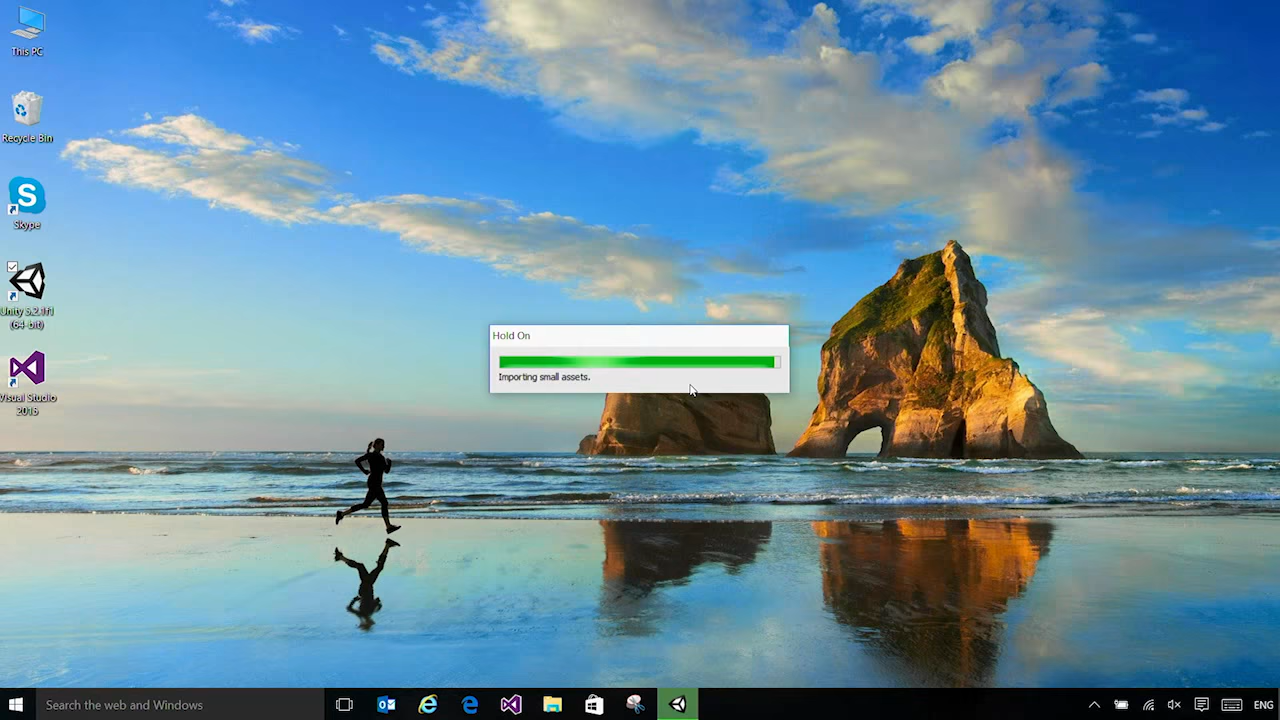 This PC
Recycle Bin
Skype
Unity 5.2.1f1
(64-bit)
Visual Studio
2015
Hold On
Importing small assets.
Search the web and Windows
ENG